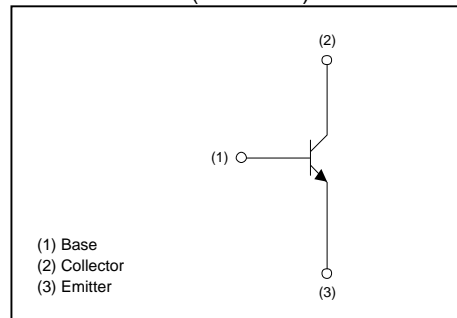 (2)
(1)
(1) Base
(2) Collector
(3) Emitter
(3)